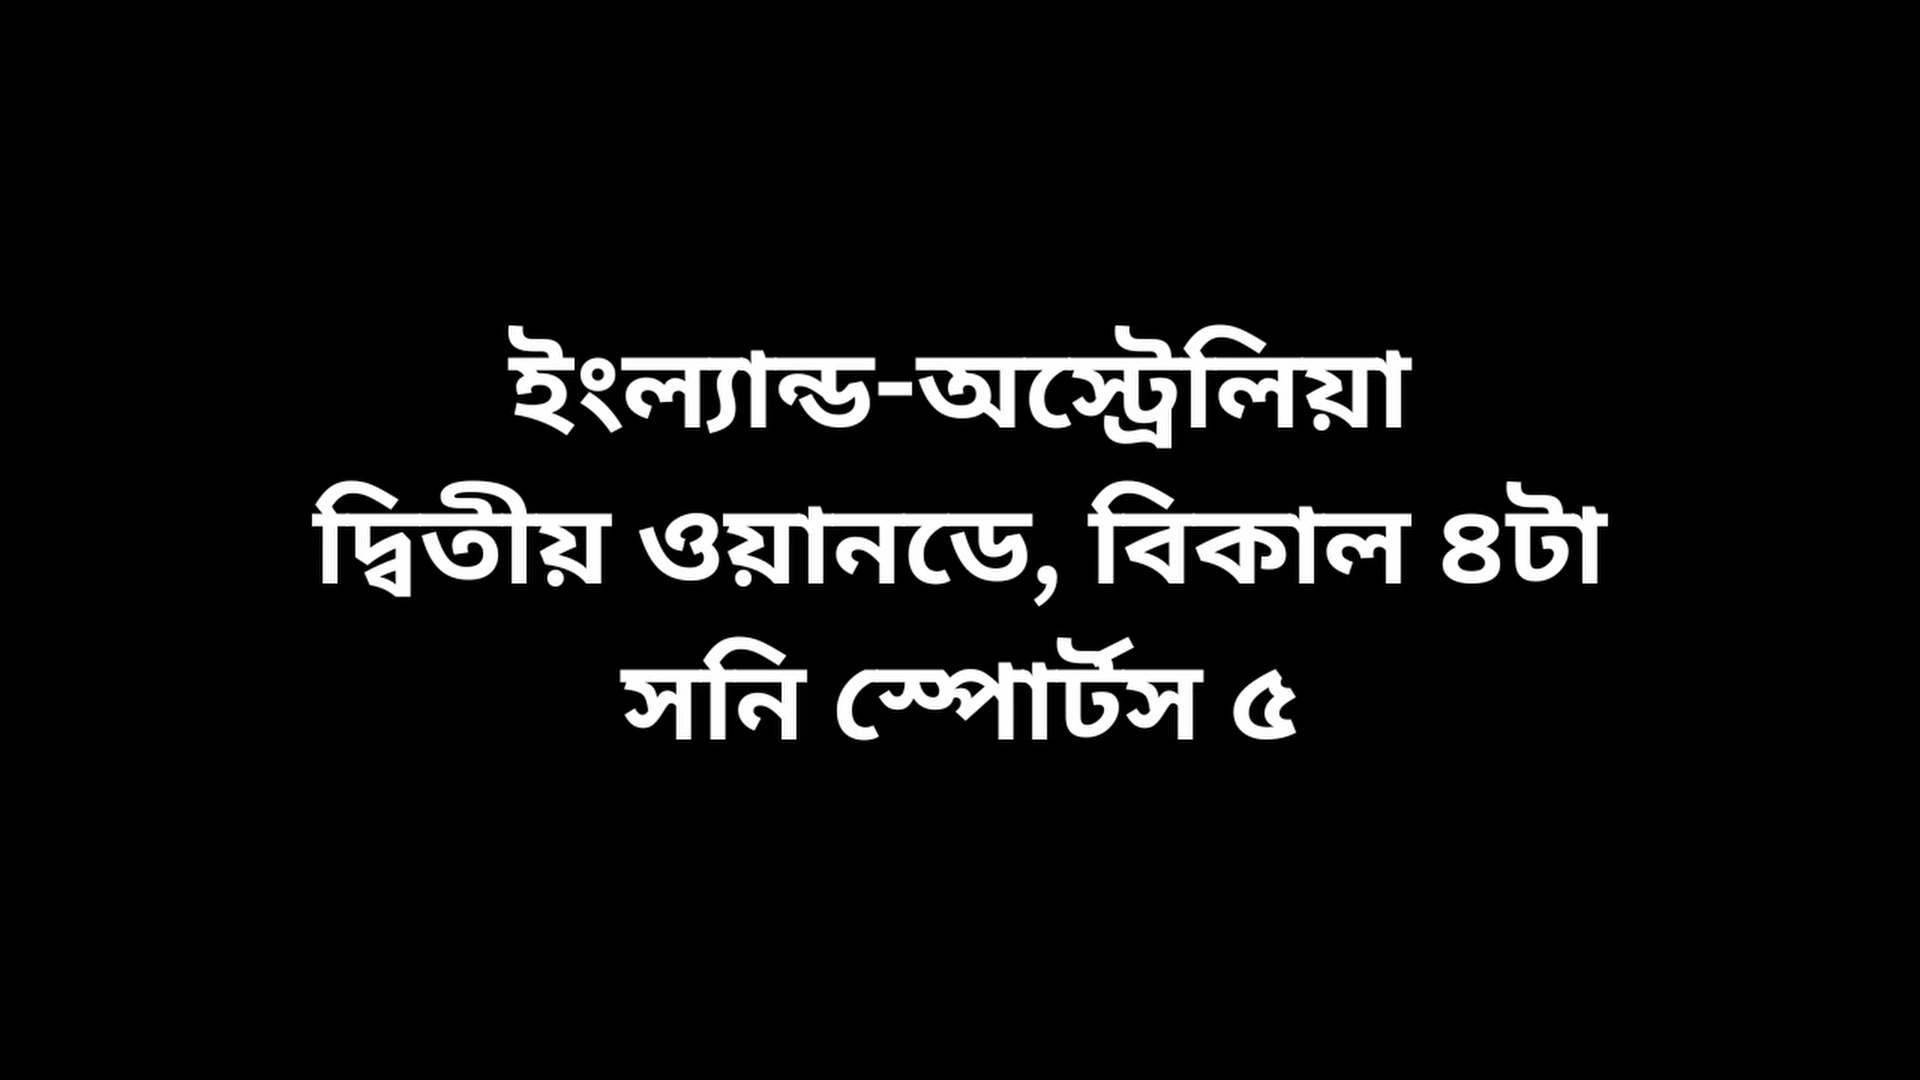 ইংল্যান্ড-অস্ট্রেলিয়া
দ্বিতীয় ওয়ানডে, বিকাল ৪টা
সনি স্পোর্টস ৫